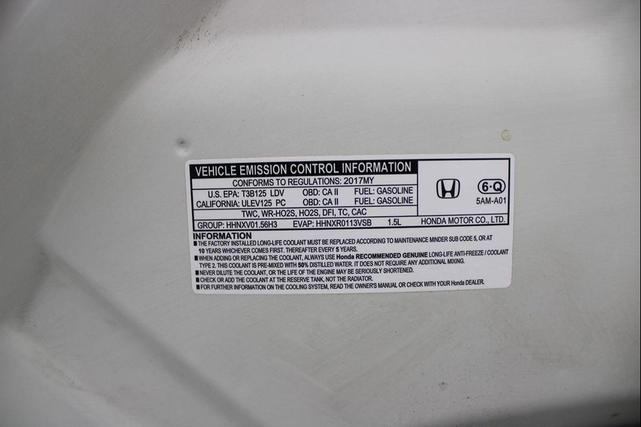 VEHICLE EMISSION CONTROL INFORMATION
CONFORMS TO REGULATIONS: 2017MY
U.S. EPA: T3B125 LDV OBD: CA II FUEL: GASOLINE
CALIFORNIA: ULEV125 PC OBD: CA II FUEL: GASOLINE
TWC, WR-HO2S, HO2S, DFI, TC, CAC
GROUP: HHNXV01.56H3 EVAP: HHNXR0113VSB 1.5L
6-Q
5AM-A01
HONDA MOTOR CO., LTD.
INFORMATION
■THE FACTORY INSTALLED LONG-LIFE COOLANT MUST BE REPLACED ACCORDING TO MAINTENANCE MINDER SUB CODE 5, OR AT
10 YEARS WHICHEVER COMES FIRST. THEREAFTER EVERY 5 YEARS.
■WHEN ADDING OR REPLACING THE COOLANT, ALWAYS USE Honda RECOMMENDED GENUINE LONG-LIFE ANTI-FREEZE / COOLANT
TYPE 2. THIS COOLANT IS PRE-MIXED WITH 50% DISTILLED WATER. IT DOES NOT REQUIRE ANY ADDITIONAL MIXING.
■NEVER DILUTE THE COOLANT, OR THE LIFE OF THE ENGINE MAY BE SERIOUSLY SHORTENED.
■CHECK OR ADD THE COOLANT AT THE RESERVE TANK, NOT THE RADIATOR.
■FOR FURTHER INFORMATION ON THE COOLING SYSTEM, READ THE OWNER'S MANUAL OR CHECK WITH YOUR Honda DEALER.